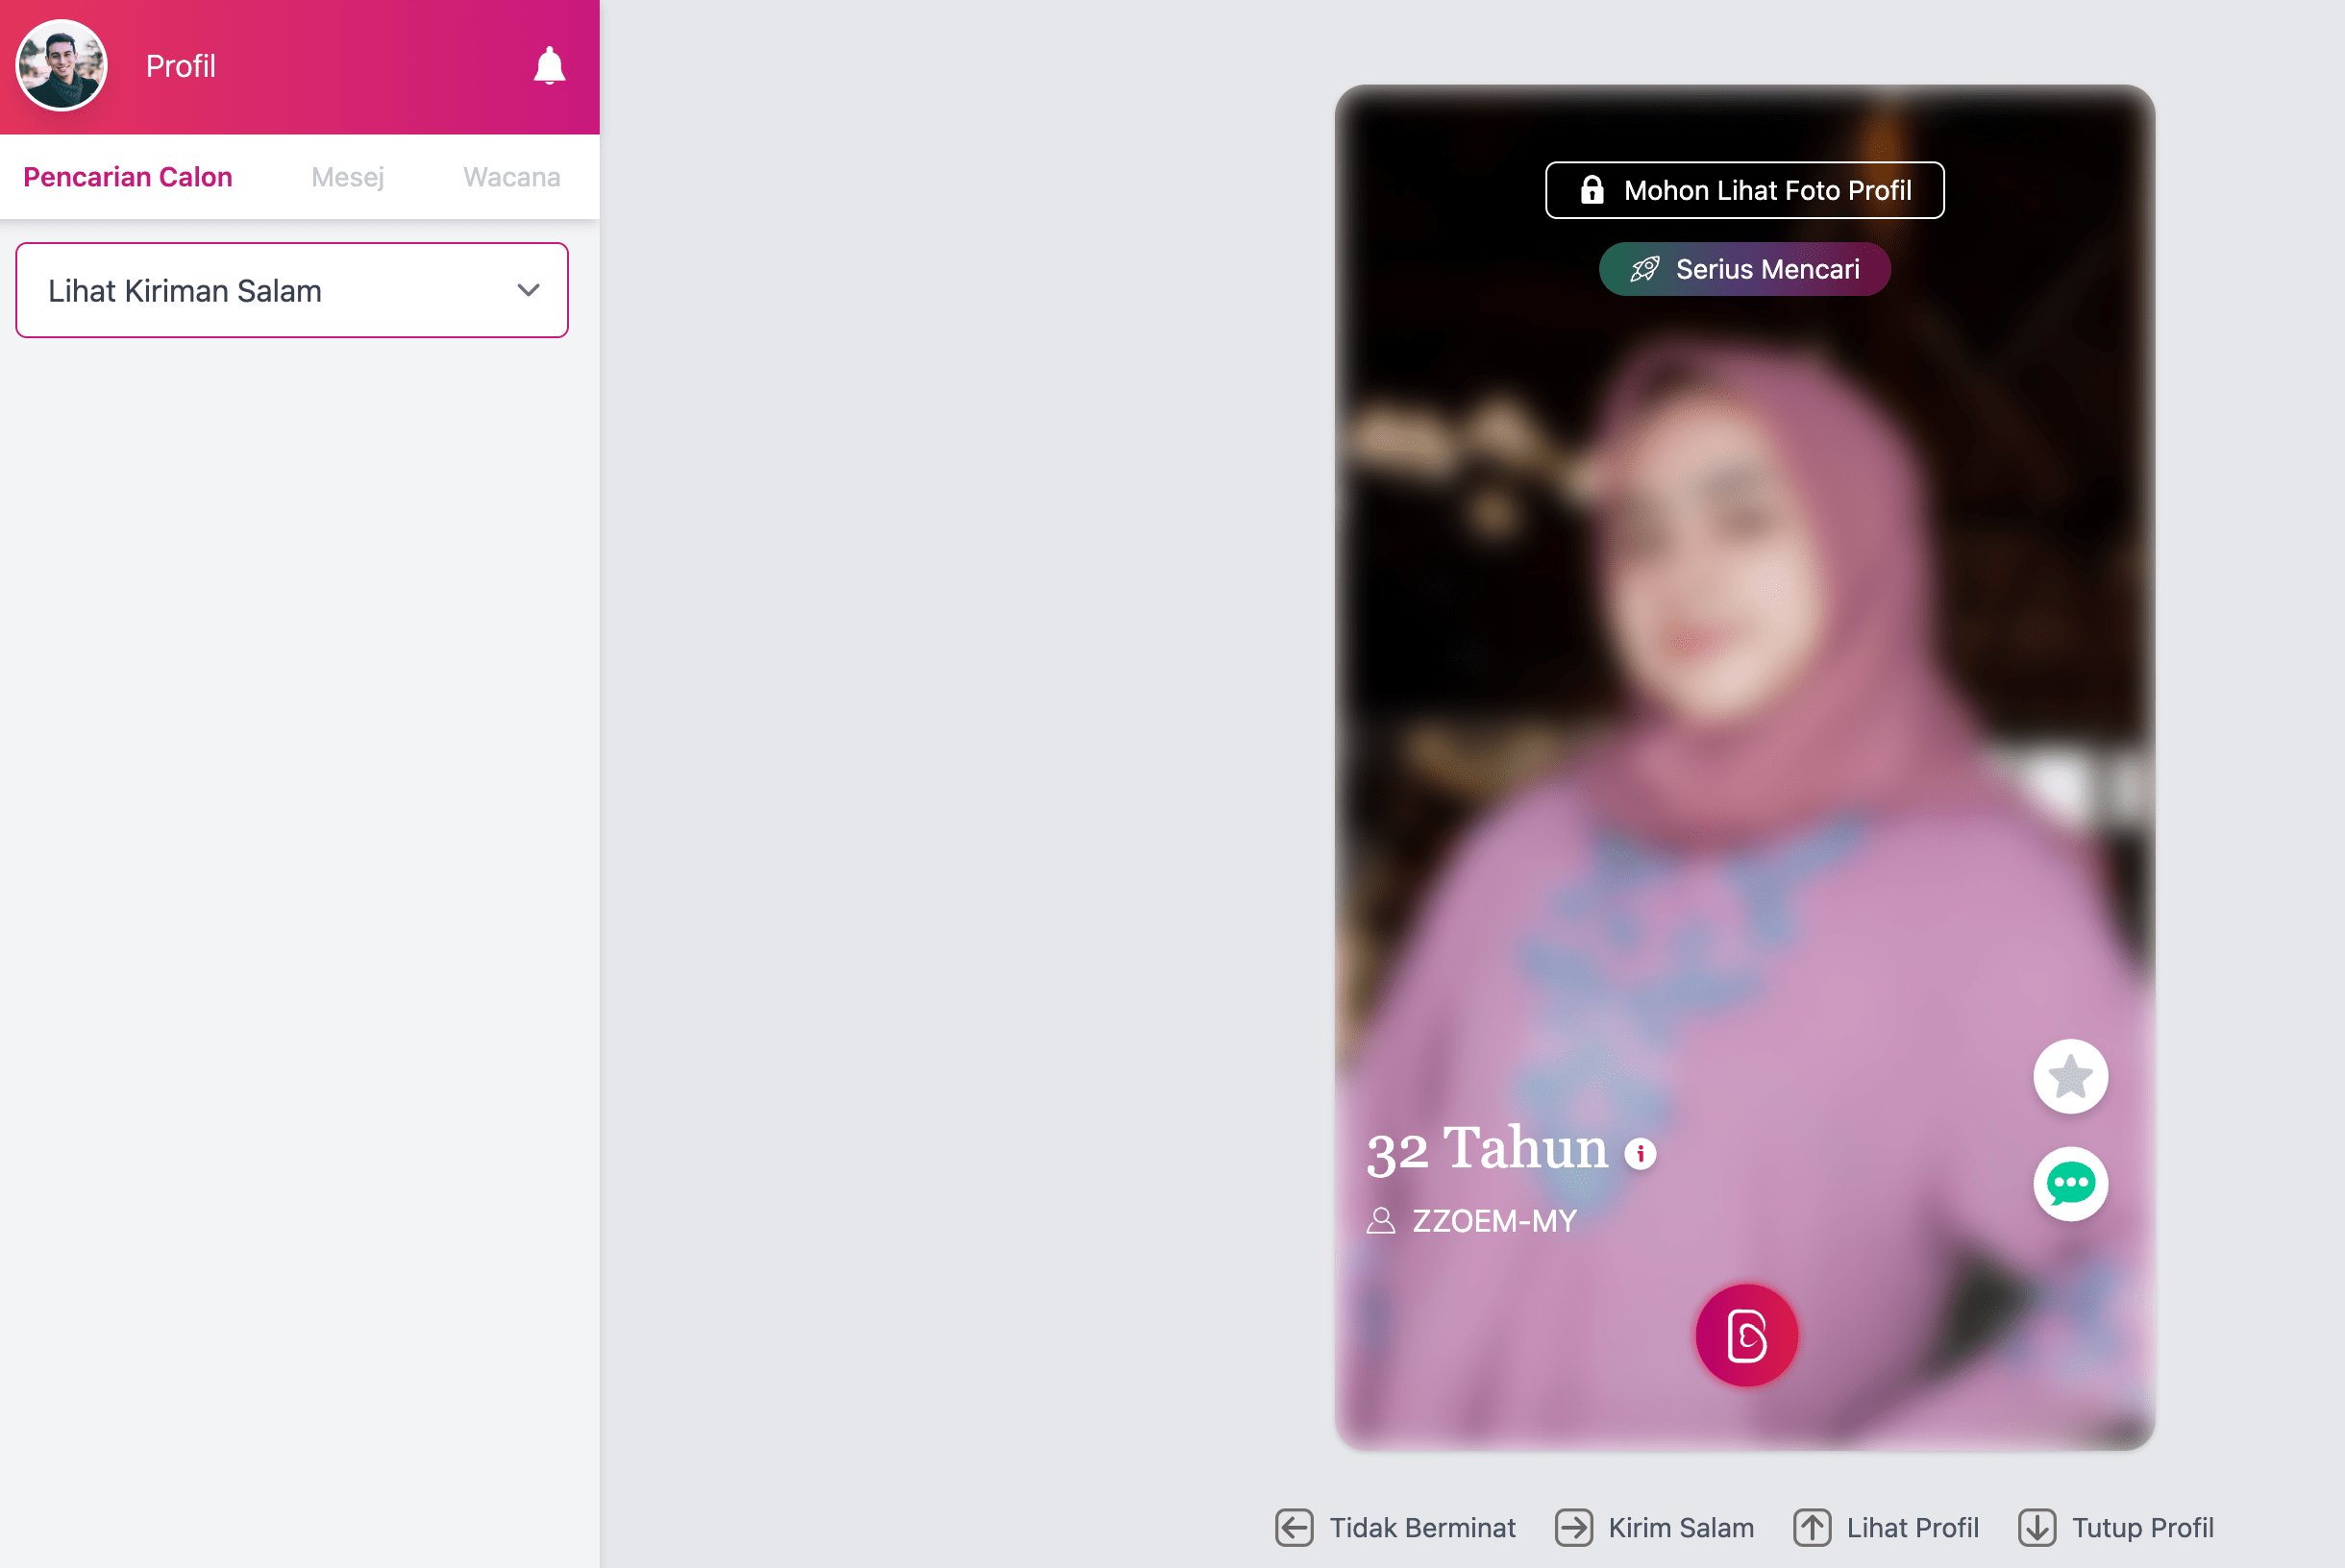 Profil
Pencarian Calon
Mesej
Wacana
Lihat Kiriman Salam
Mohon Lihat Foto Profil
Serius Mencari
32 Tahun
ZZOEM-MY
Tidak Berminat
Kirim Salam
Lihat Profil
Tutup Profil